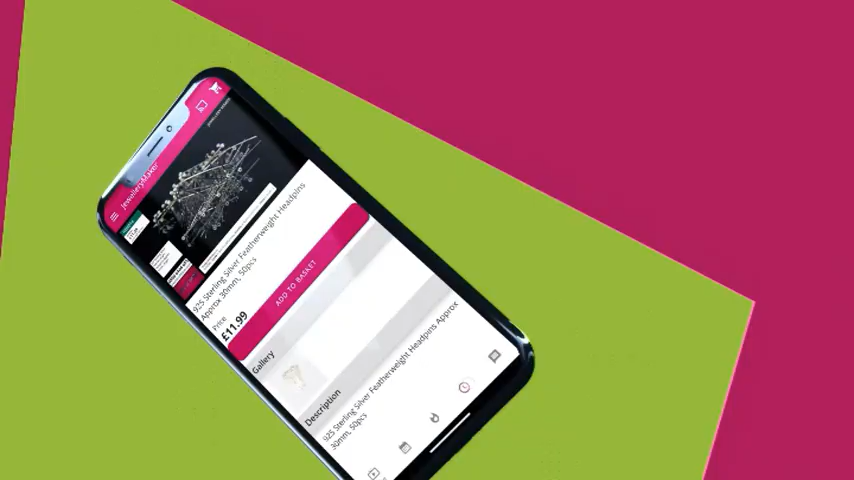 JewelleryMaker
925 Sterling Silver Featherweight Headpins
Approx 30mm, 50pcs
Price
£11.99
ADD TO BASKET
Gallery
Description
925 Sterling Silver Featherweight Headpins Approx
30mm, 50pcs